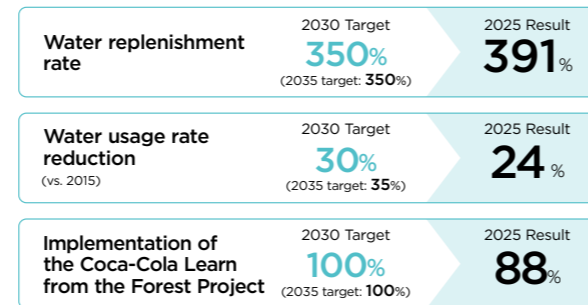 Water replenishment
rate
2030 Target
350%
(2035 target: 350%)
2025 Result
391%
Water usage rate
reduction
(vs. 2015)
2030 Target
30%
(2035 target: 35%)
2025 Result
24 %
Implementation of
the Coca-Cola Learn
from the Forest Project
2030 Target
100%
(2035 target: 100%)
2025 Result
88%